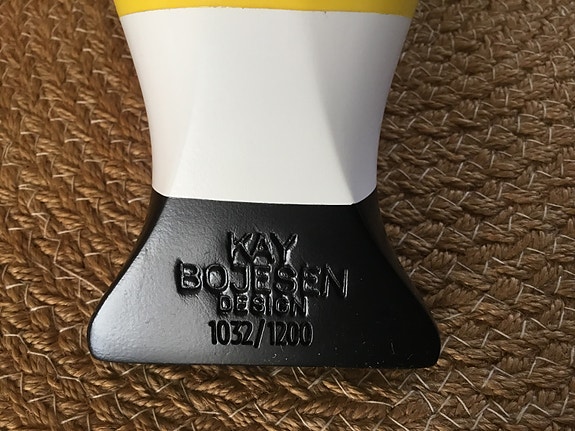 KAY
BOJESEN
DESIGN
1032/1200